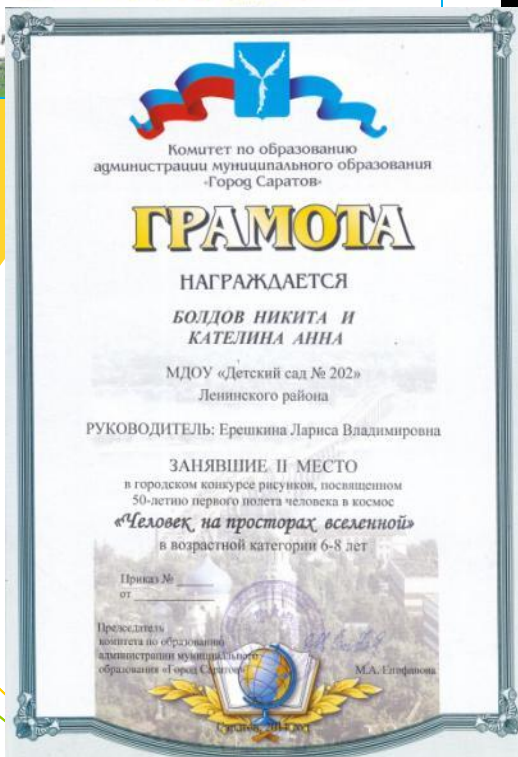 Комитет по образованию
администрации муниципального образования
«Город Саратов»
ГРАМОТА
НАГРАЖДАЕТСЯ
БОЛДОВ НИКИТА И
КАТЕЛИНА АННА
МДОУ «Детский сад № 202»
Ленинского района
РУКОВОДИТЕЛЬ: Ерешкина Лариса Владимировна
ЗАНЯВШИЕ II МЕСТО
в городском конкурсе рисунков, посвященном
50-летию первого полета человека в космос
«Человек на просторах вселенной»
в возрастной категории 6-8 лет
Приказ № ______
от ____________
Председатель
комитета по образованию
администрации муниципального
образования «Город Саратов»
М.А. Епифанова